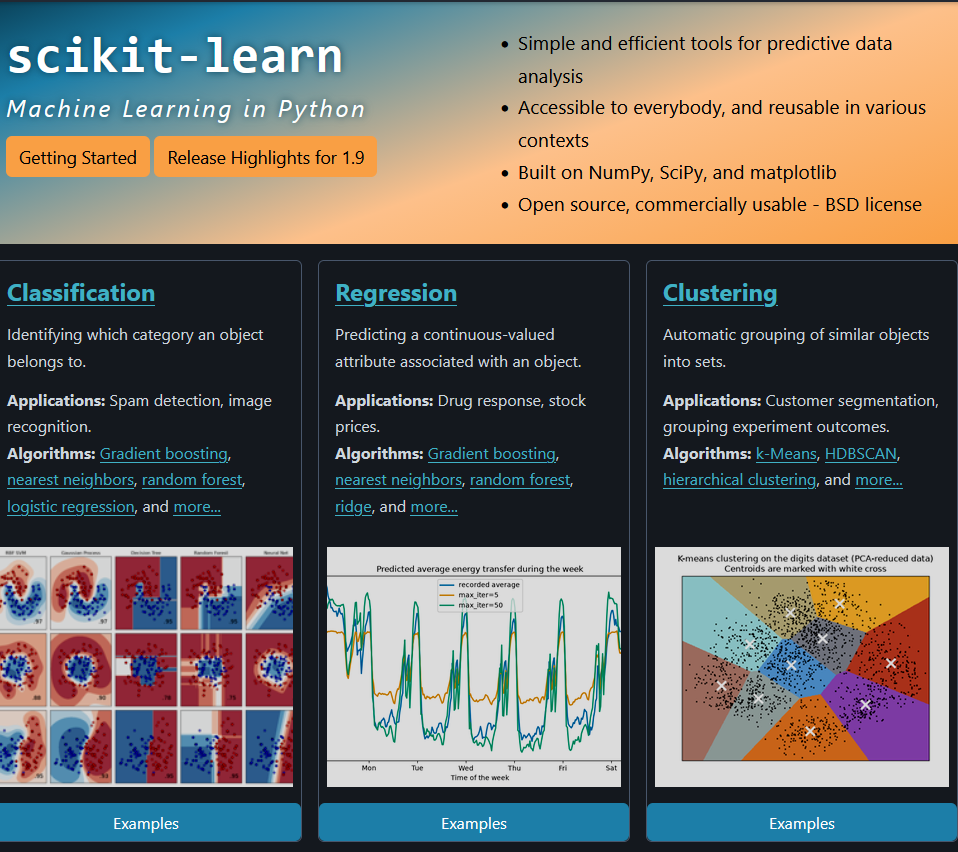 scikit-learn
Machine Learning in Python
Getting Started
Release Highlights for 1.9
• Simple and efficient tools for predictive data
analysis
• Accessible to everybody, and reusable in various
contexts
• Built on NumPy, SciPy, and matplotlib
• Open source, commercially usable - BSD license
Classification
Identifying which category an object
belongs to.
Applications: Spam detection, image
recognition.
Algorithms: Gradient boosting,
nearest neighbors, random forest,
logistic regression, and more...
RBF SVM
Gaussian Process
Decision Tree
Random Forest
Neural Net
Examples
Regression
Predicting a continuous-valued
attribute associated with an object.
Applications: Drug response, stock
prices.
Algorithms: Gradient boosting,
nearest neighbors, random forest,
ridge, and more...
Predicted average energy transfer during the week
recorded average
max_iter=5
max_iter=50
Mon Tue Wed Thu Fri Sat
Time of the week
Examples
Clustering
Automatic grouping of similar objects
into sets.
Applications: Customer segmentation,
grouping experiment outcomes.
Algorithms: k-Means, HDBSCAN,
hierarchical clustering, and more...
K-means clustering on the digits dataset (PCA-reduced data)
Centroids are marked with white cross
Examples